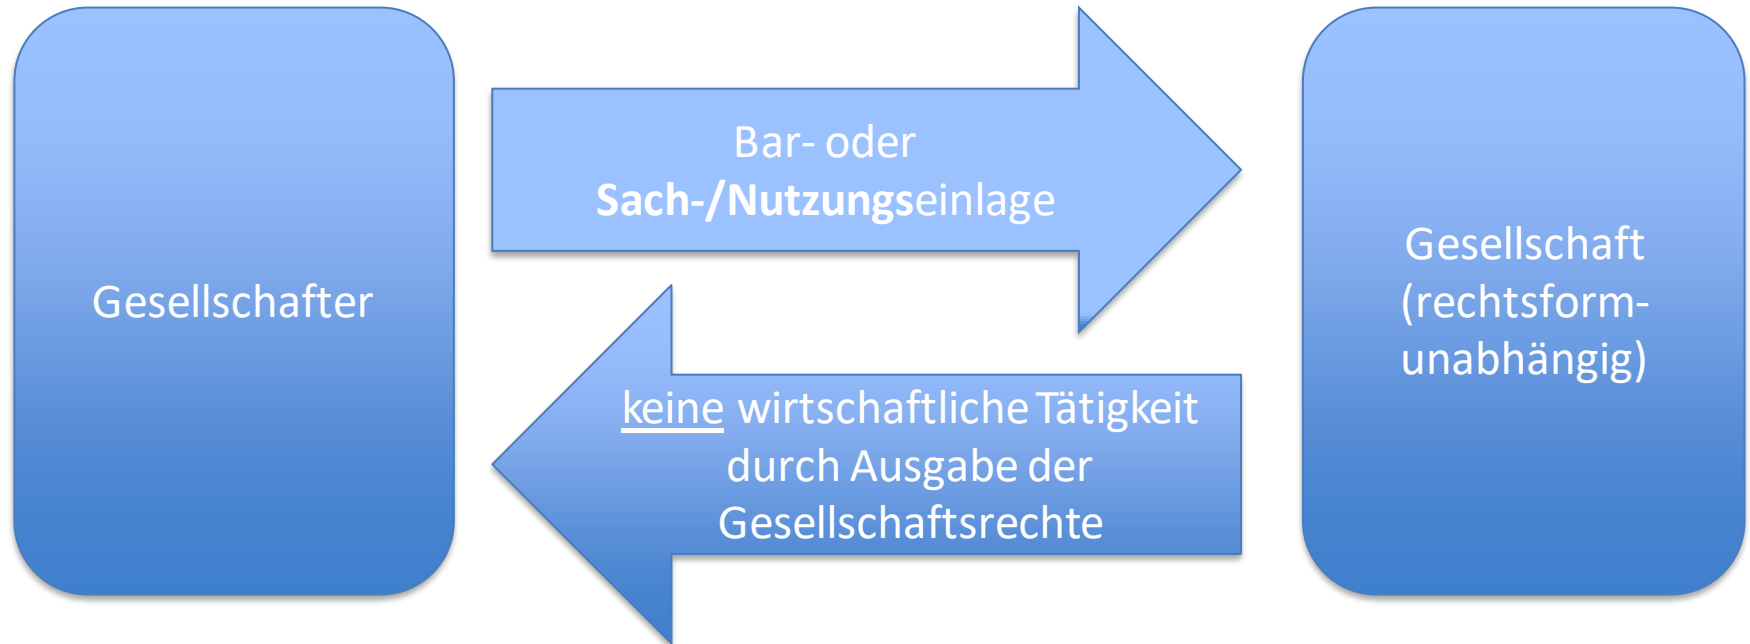 Gesellschafter
Bar- oder
Sach-/Nutzungseinlage
keine wirtschaftliche Tätigkeit
durch Ausgabe der
Gesellschaftsrechte
Gesellschaft
(rechtsform-
unabhängig)